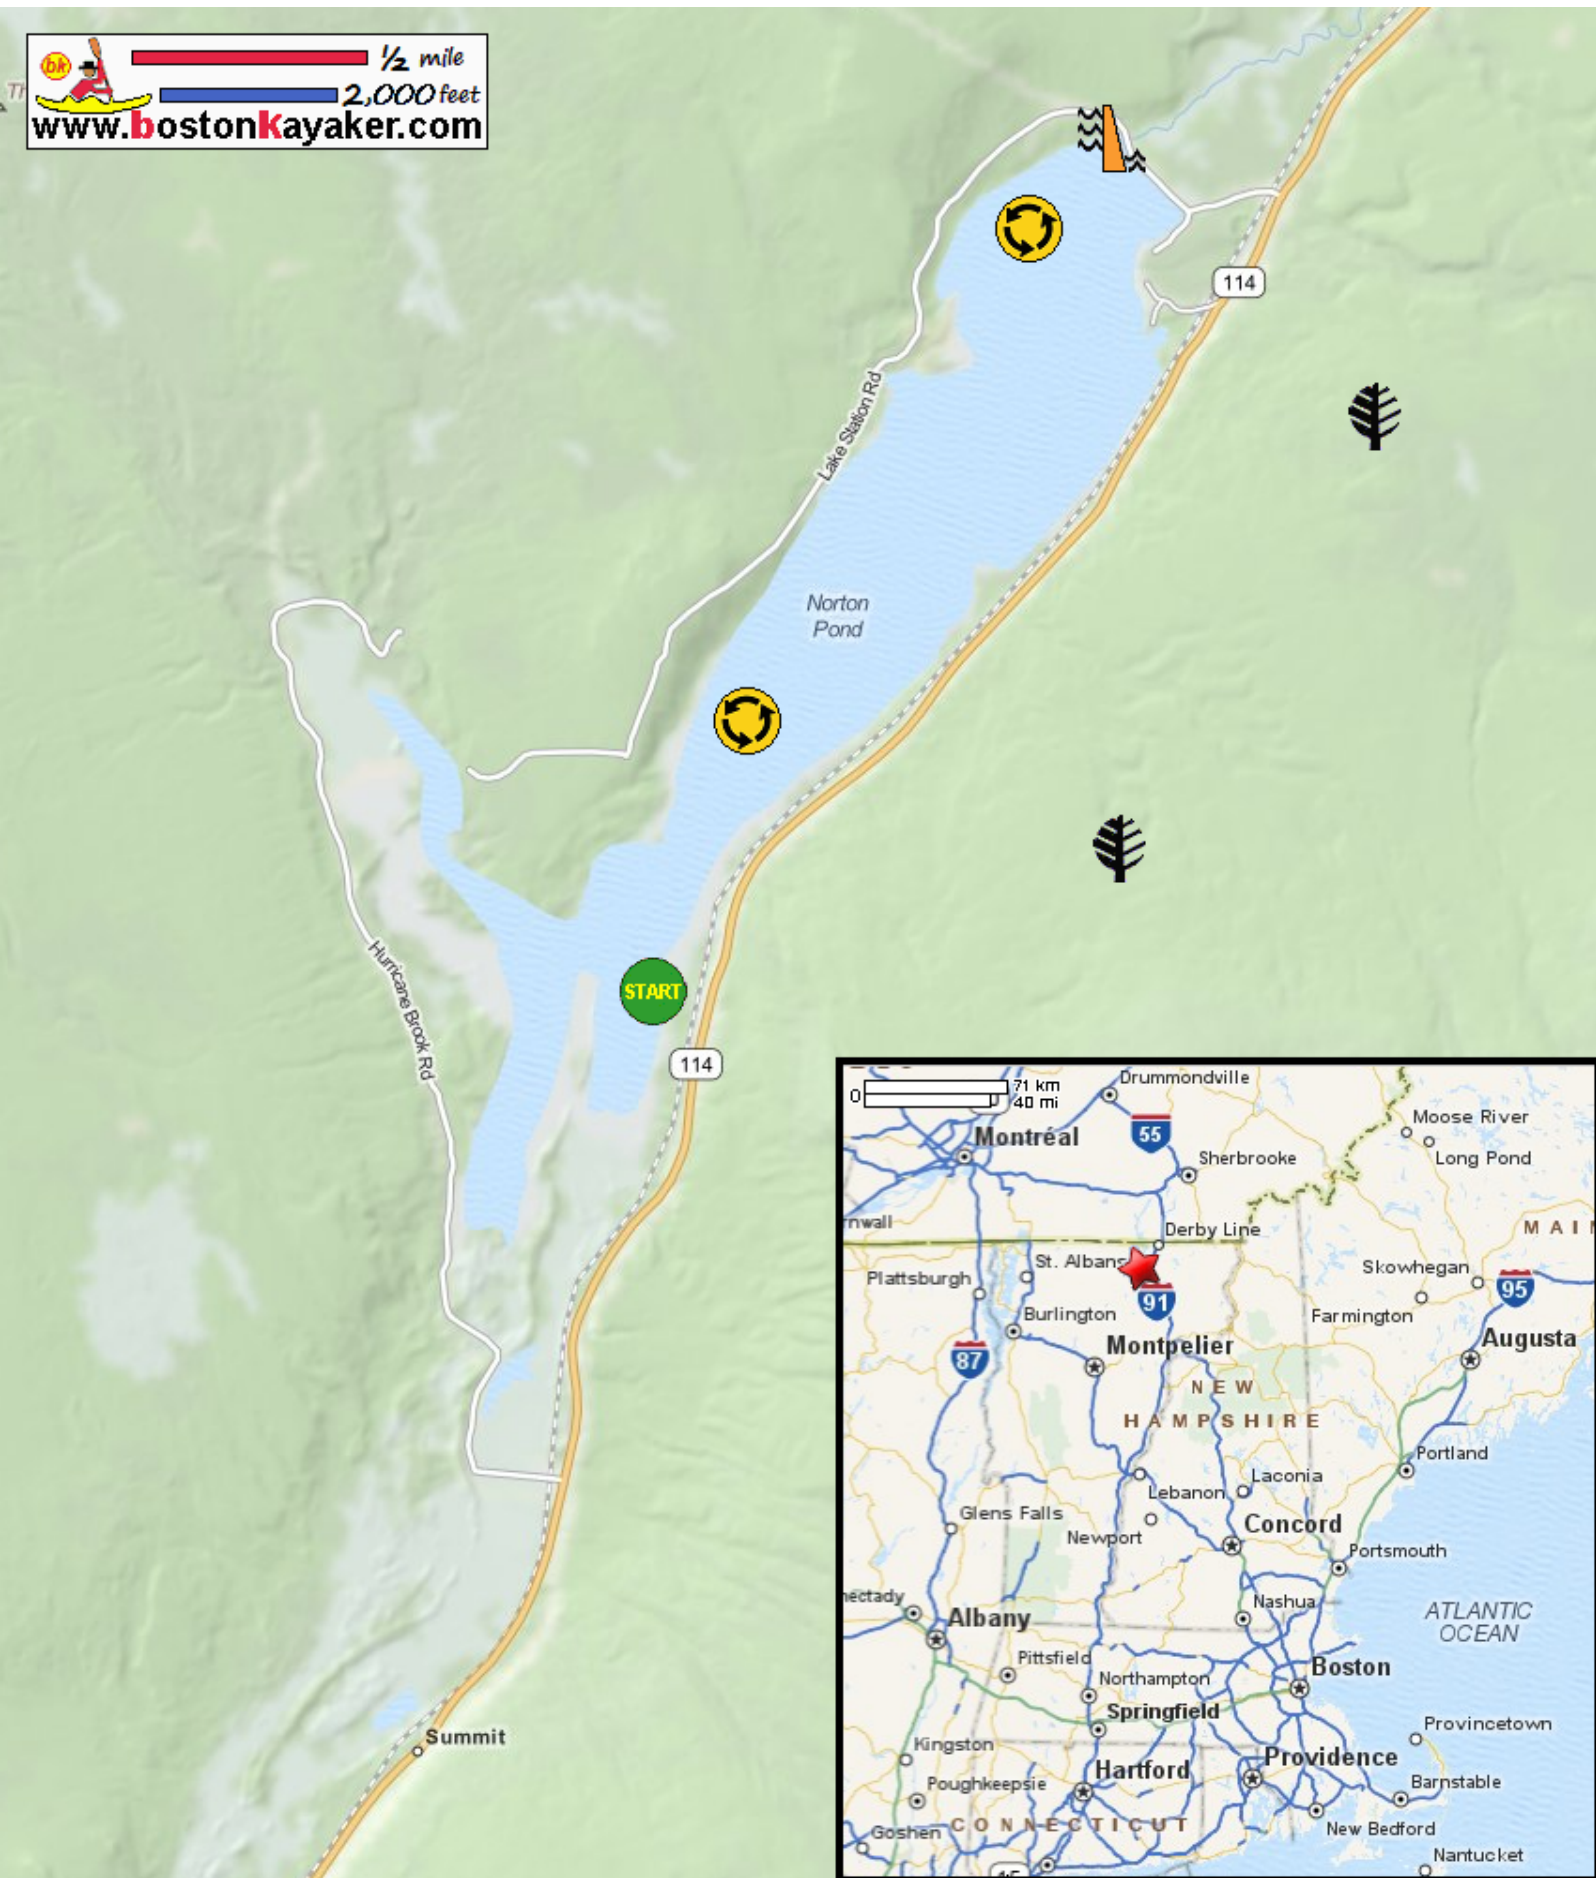 bk
½ mile
2,000 feet
www.bostonkayaker.com
114
Lake Station Rd
Norton
Pond
START
Hurricane Brook Rd
114
Summit
0
71 km
40 mi
Drummondville
Moose River
Montréal
55
Long Pond
Sherbrooke
rnwall
Derby Line
MAI
St. Albans
Skowhegan
Plattsburgh
91
95
Farmington
Burlington
Augusta
Montpelier
87
NEW
HAMPSHIRE
Portland
Laconia
Lebanon
Glens Falls
Concord
Newport
Portsmouth
nectady
Nashua
ATLANTIC
OCEAN
Albany
Pittsfield
Boston
Northampton
Springfield
Provincetown
Kingston
Providence
Hartford
Poughkeepsie
Barnstable
CONNECTICUT
Goshen
New Bedford
Nantucket